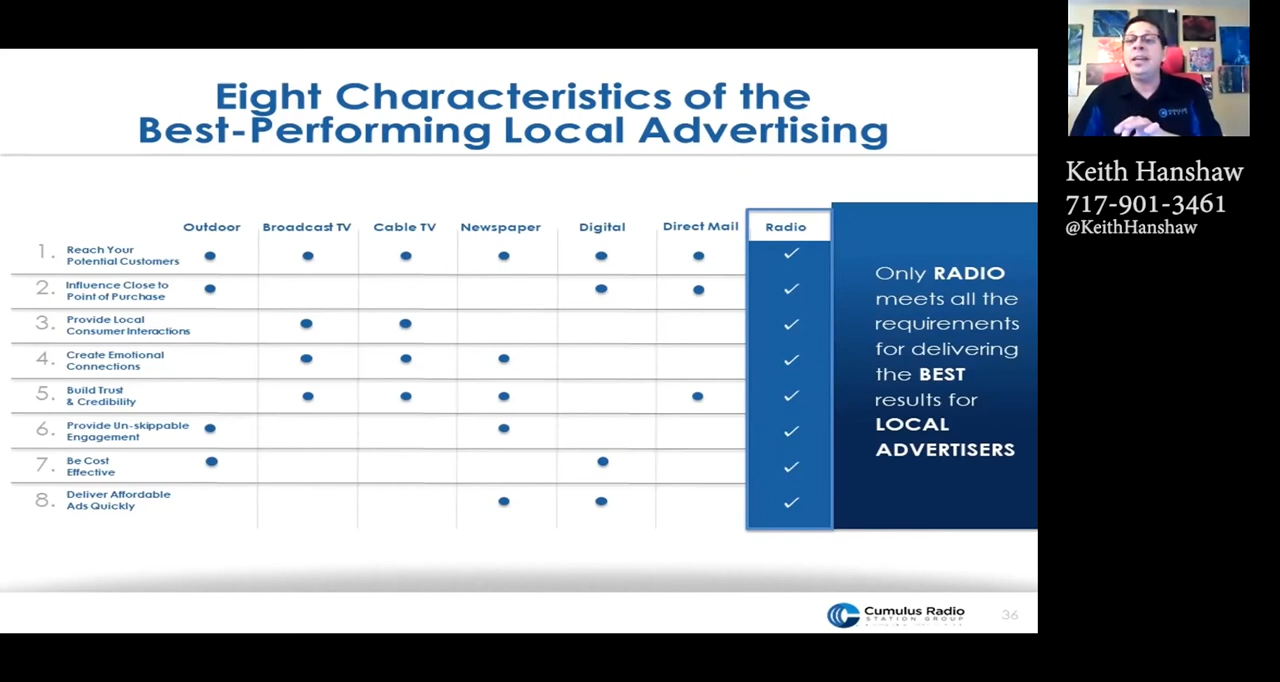 Eight Characteristics of the
Best-Performing Local Advertising
Outdoor Broadcast TV Cable TV Newspaper Digital Direct Mail Radio
1. Reach Your
Potential Customers
2. Influence Close to
Point of Purchase
3. Provide Local
Consumer Interactions
4. Create Emotional
Connections
5. Build Trust
& Credibility
6. Provide Un-skippable
Engagement
7. Be Cost
Effective
8. Deliver Affordable
Ads Quickly
Only RADIO
meets all the
requirements
for delivering
the BEST
results for
LOCAL
ADVERTISERS
Cumulus Radio
STATION GROUP
36
Keith Hanshaw
717-901-3461
@KeithHanshaw